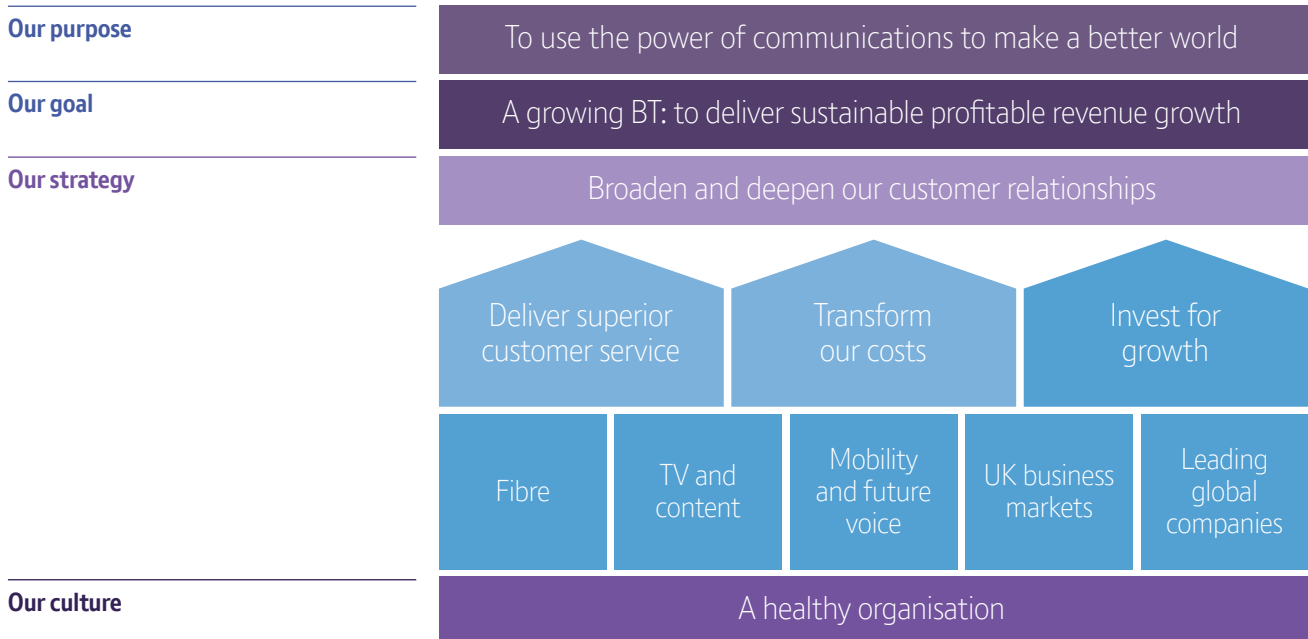 Our purpose
To use the power of communications to make a better world
Our goal
A growing BT: to deliver sustainable profitable revenue growth
Our strategy
Broaden and deepen our customer relationships
Deliver superior
customer service
Transform
our costs
Invest for
growth
Fibre
TV and
content
Mobility
and future
voice
UK business
markets
Leading
global
companies
Our culture
A healthy organisation